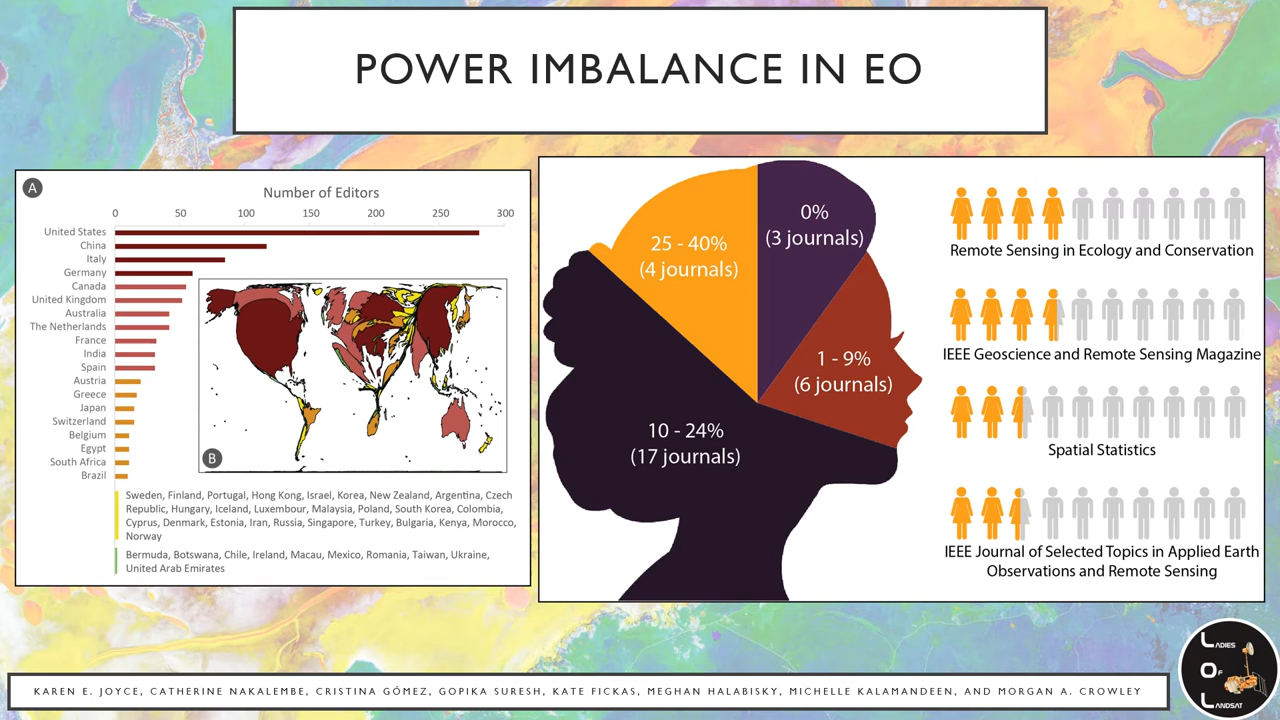 POWER IMBALANCE IN EO
A
Number of Editors
0 50 100 150 200 250 300
United States
China
Italy
Germany
Canada
United Kingdom
Australia
The Netherlands
France
India
Spain
Austria
Greece
Japan
Switzerland
Belgium
Egypt
South Africa
Brazil
B
Sweden, Finland, Portugal, Hong Kong, Israel, Korea, New Zealand, Argentina, Czech
Republic, Hungary, Iceland, Luxembour, Malaysia, Poland, South Korea, Colombia,
Cyprus, Denmark, Estonia, Iran, Russia, Singapore, Turkey, Bulgaria, Kenya, Morocco,
Norway
Bermuda, Botswana, Chile, Ireland, Macau, Mexico, Romania, Taiwan, Ukraine,
United Arab Emirates
25 - 40%
(4 journals)
0%
(3 journals)
1 - 9%
(6 journals)
10 - 24%
(17 journals)
Remote Sensing in Ecology and Conservation
IEEE Geoscience and Remote Sensing Magazine
Spatial Statistics
IEEE Journal of Selected Topics in Applied Earth
Observations and Remote Sensing
KAREN E. JOYCE, CATHERINE NAKALEMBE, CRISTINA GÓMEZ, GOPIKA SURESH, KATE FICKAS, MEGHAN HALABISKY, MICHELLE KALAMANDEEN, AND MORGAN A. CROWLEY
LADIES
OF
LANDSAT